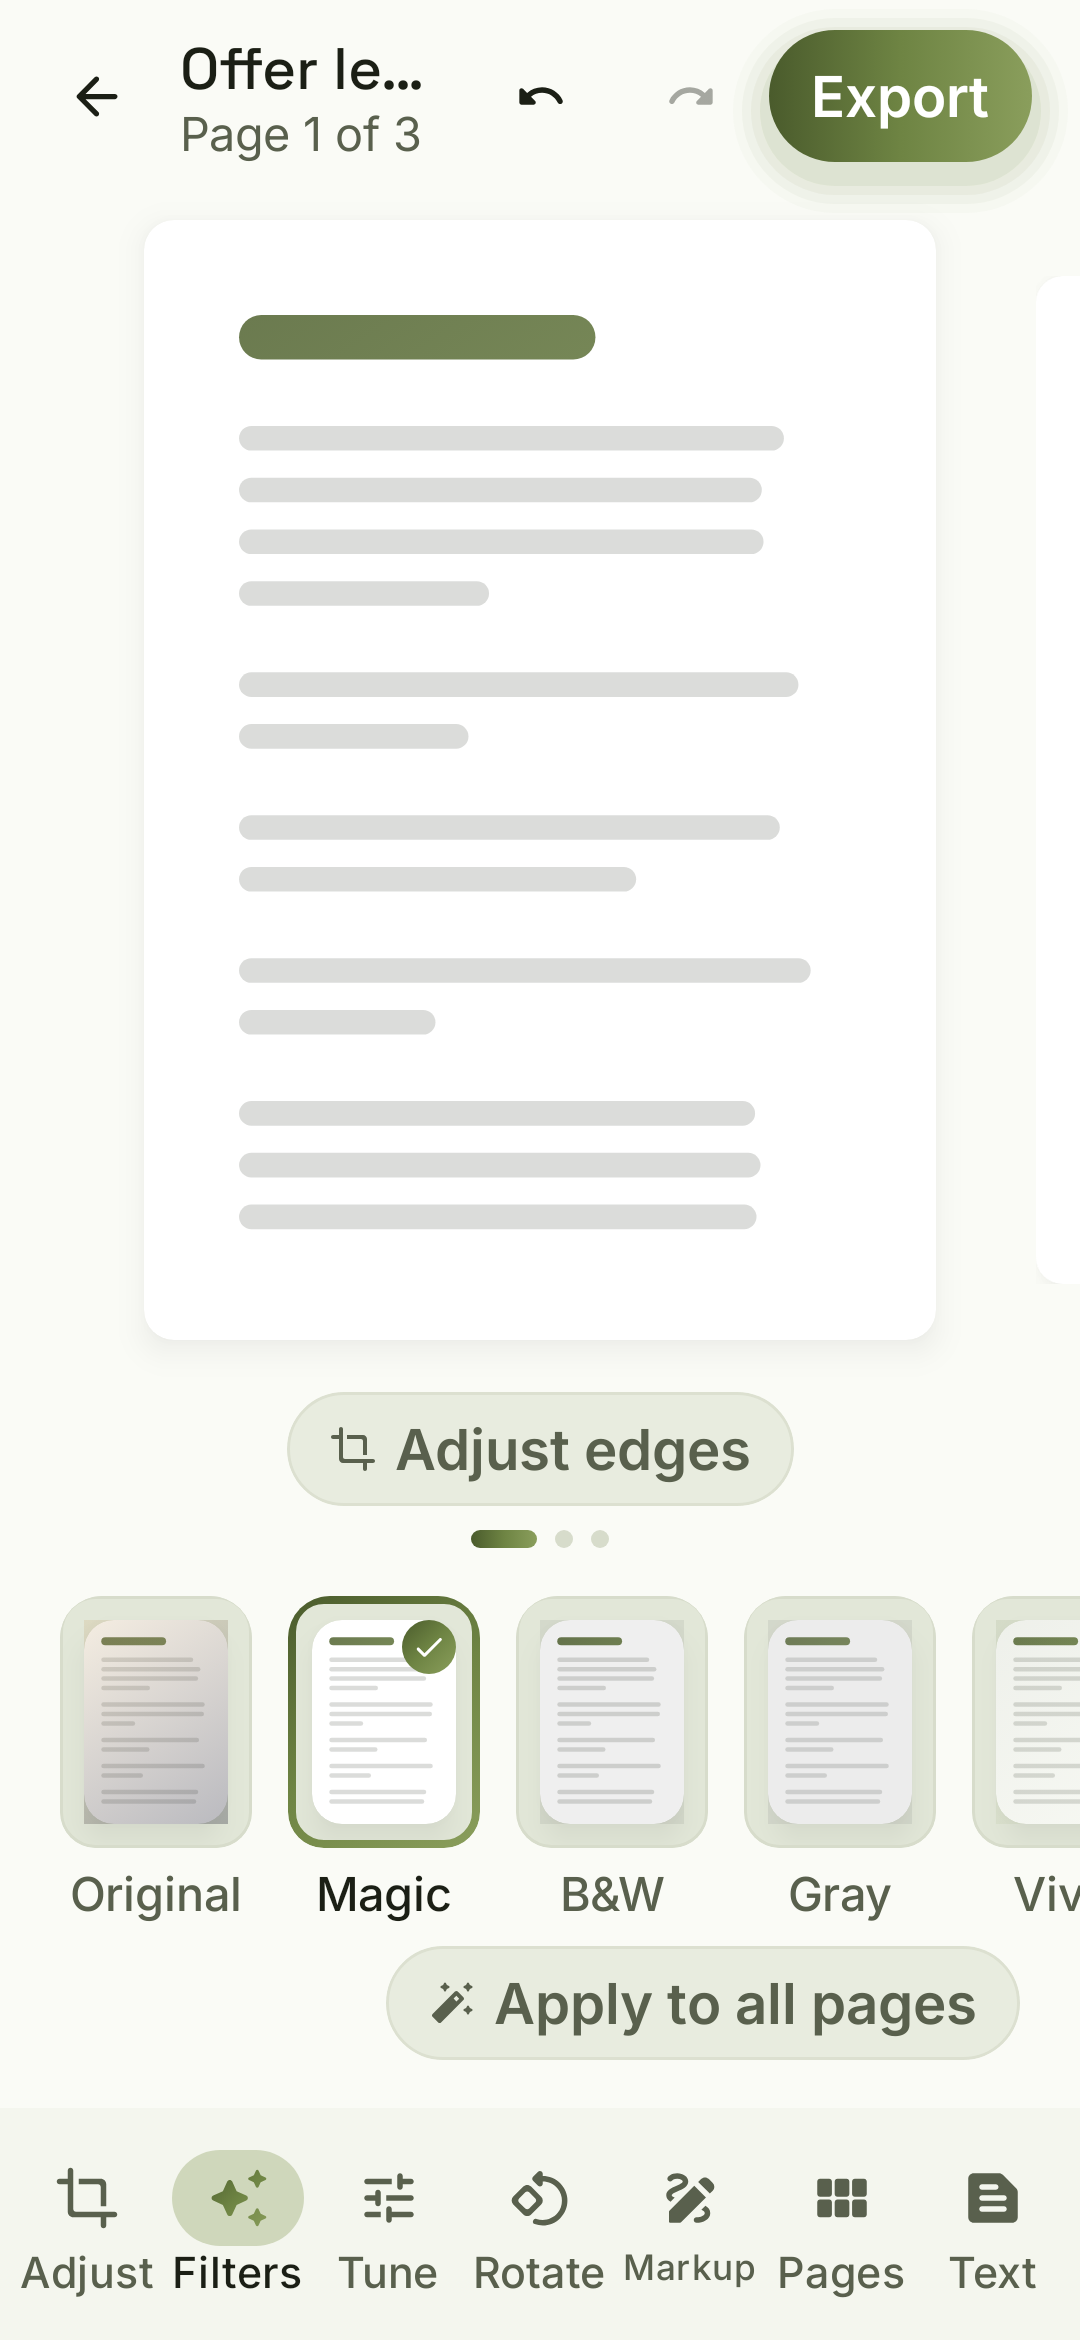 Offer le...
Page 1 of 3
Export
Adjust edges
Original
Magic
B&W
Gray
Viv
Apply to all pages
Adjust
Filters
Tune
Rotate
Markup
Pages
Text